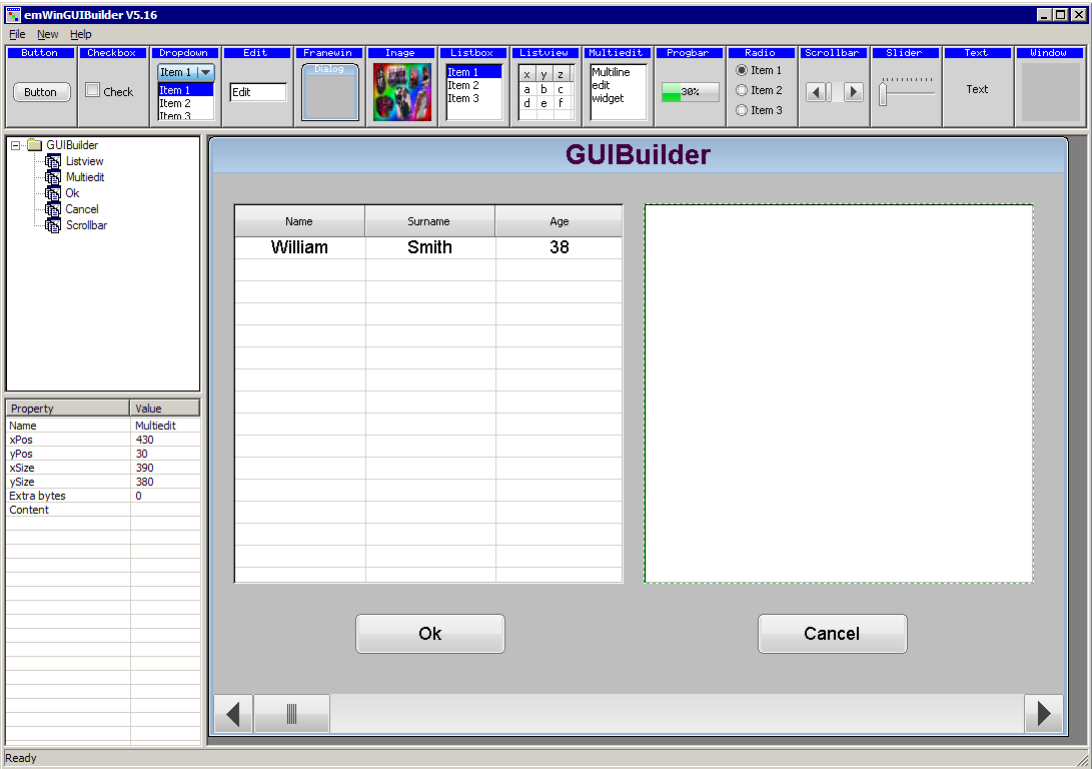 emWinGUIBuilder V5.16
File New Help
Button Checkbox Dropdown Edit Framewin Image Listbox Listview Multiedit Progbar Radio Scrollbar Slider Text Window
Button
Check
Item 1
Item 1
Item 2
Item 3
Edit
Dialog
Item 1
Item 2
Item 3
x y z
a b c
d e f
Multiline
edit
widget
30%
Item 1
Item 2
Item 3
Text
GUIBuilder
Listview
Multiedit
Ok
Cancel
Scrollbar
Property Value
Name Multiedit
xPos 430
yPos 30
xSize 390
ySize 380
Extra bytes 0
Content
GUIBuilder
Name Surname Age
William Smith 38
Ok Cancel
Ready